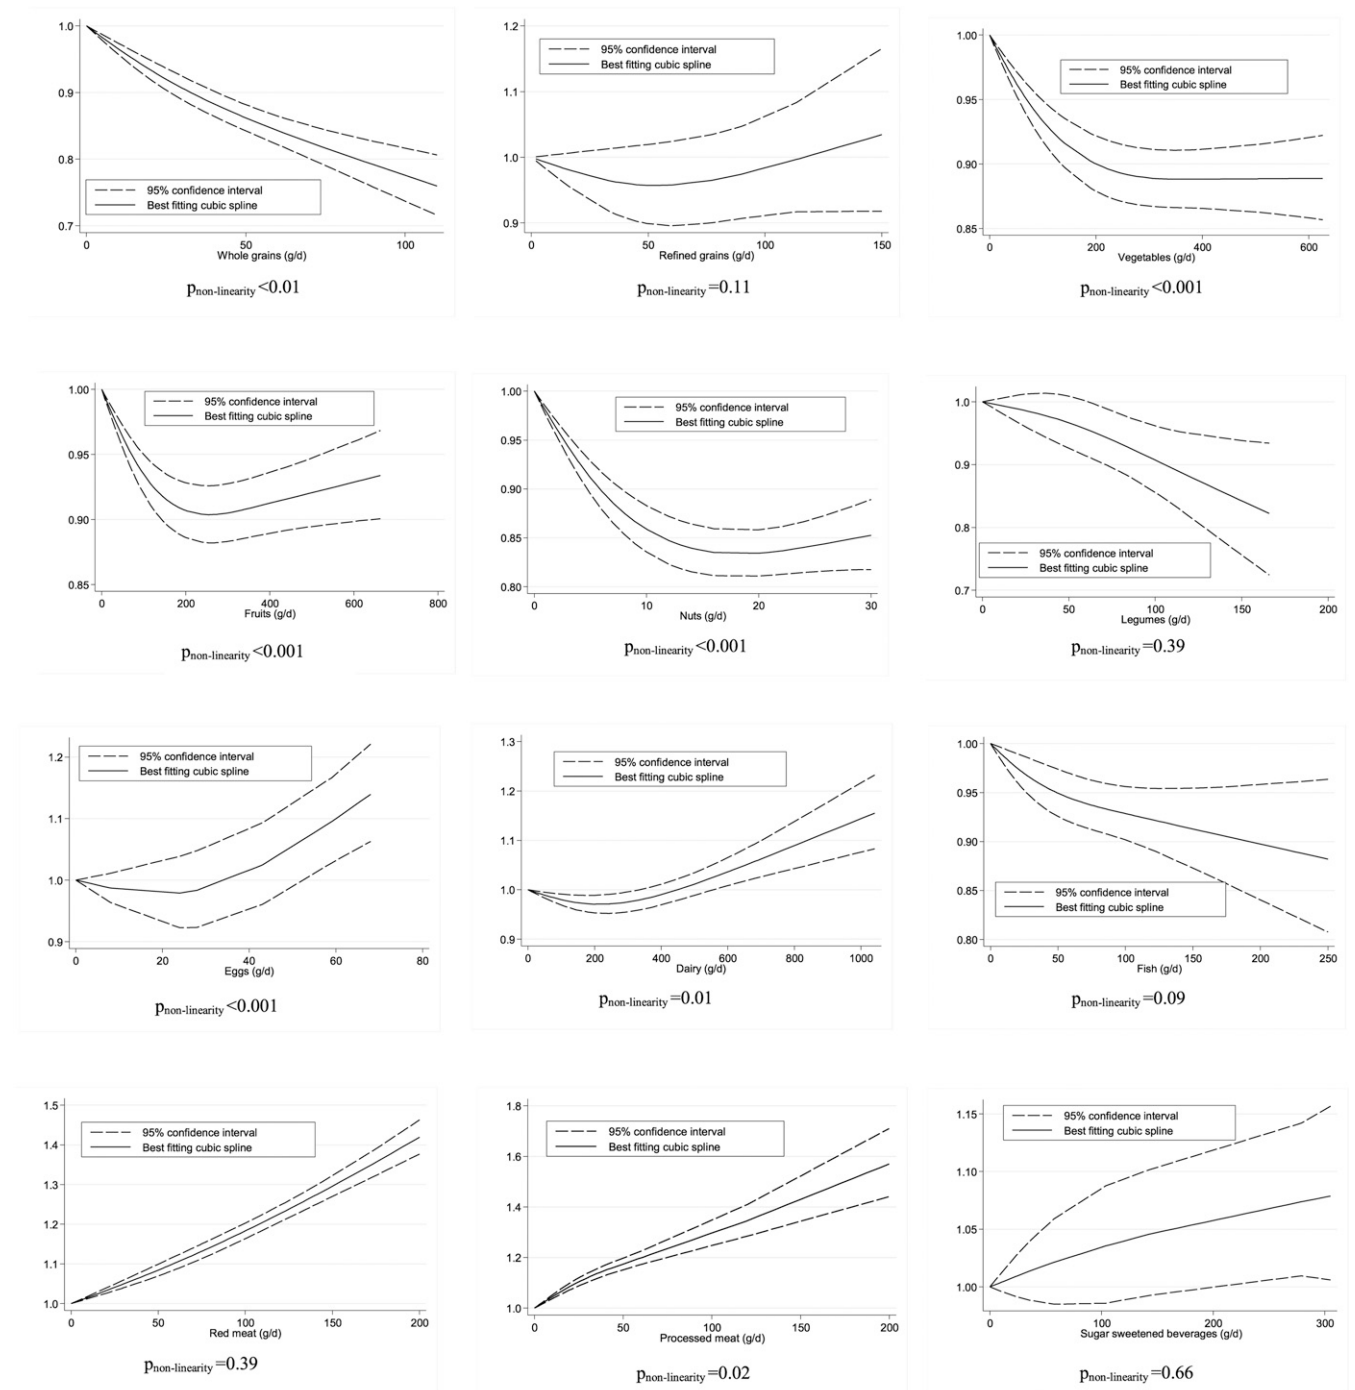 1.0
0.9
0.8
0.7
95% confidence interval
Best fitting cubic spline
0 50 100
Whole grains (g/d)
pnon-linearity <0.01
1.2
1.1
1.0
0.9
95% confidence interval
Best fitting cubic spline
0 50 100 150
Refined grains (g/d)
pnon-linearity =0.11
1.00
0.95
0.90
0.85
95% confidence interval
Best fitting cubic spline
0 200 400 600
Vegetables (g/d)
pnon-linearity <0.001
1.00
0.95
0.90
0.85
95% confidence interval
Best fitting cubic spline
0 200 400 600 800
Fruits (g/d)
pnon-linearity <0.001
1.00
0.95
0.90
0.85
0.80
95% confidence interval
Best fitting cubic spline
0 10 20 30
Nuts (g/d)
pnon-linearity <0.001
1.0
0.9
0.8
0.7
95% confidence interval
Best fitting cubic spline
0 50 100 150 200
Legumes (g/d)
pnon-linearity =0.39
1.2
1.1
1.0
0.9
95% confidence interval
Best fitting cubic spline
0 20 40 60 80
Eggs (g/d)
pnon-linearity <0.001
1.3
1.2
1.1
1.0
0.9
95% confidence interval
Best fitting cubic spline
0 200 400 600 800 1000
Dairy (g/d)
pnon-linearity =0.01
1.00
0.95
0.90
0.85
0.80
95% confidence interval
Best fitting cubic spline
0 50 100 150 200 250
Fish (g/d)
pnon-linearity =0.09
1.5
1.4
1.3
1.2
1.1
1.0
95% confidence interval
Best fitting cubic spline
0 50 100 150 200
Red meat (g/d)
pnon-linearity =0.39
1.8
1.6
1.4
1.2
1.0
95% confidence interval
Best fitting cubic spline
0 50 100 150 200
Processed meat (g/d)
pnon-linearity =0.02
1.15
1.10
1.05
1.00
95% confidence interval
Best fitting cubic spline
0 100 200 300
Sugar sweetened beverages (g/d)
pnon-linearity =0.66